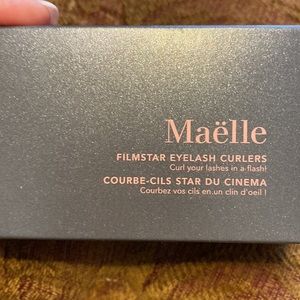 Maëlle
FILMSTAR EYELASH CURLERS
Curl your lashes in a flash!
COURBE-CILS STAR DU CINEMA
Courbez vos cils en un clin d'oeil !